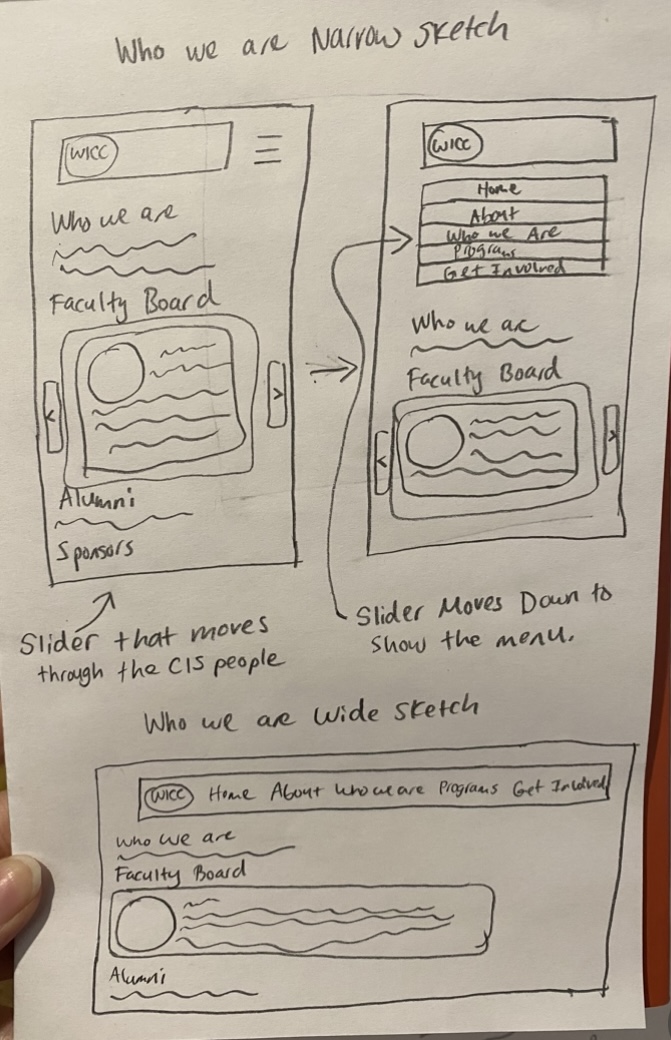 Who we are Narrow sketch
WICC
Who we are
Faculty Board
<
>
Alumni
Sponsors
Slider that moves
through the CIS people
WICC
Home
About
Who we Are
Programs
Get Involved
Who we are
Faculty Board
<
>
Slider Moves Down to
show the menu.
Who we are Wide Sketch
WICC Home About Who we are Programs Get Involved
Who we are
Faculty Board
Alumni